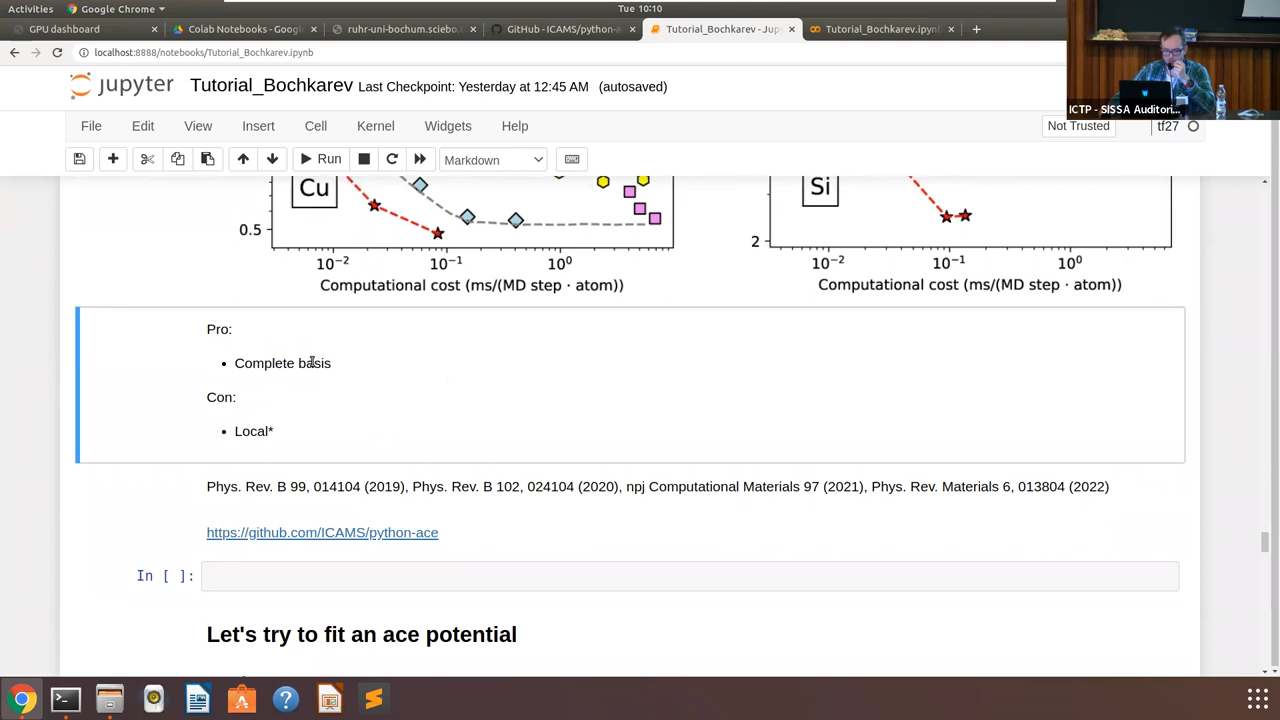 Activities
Google Chrome
Tue 10:10
GPU dashboard
Colab Notebooks - Googl
ruhr-uni-bochum.sciebo.
GitHub - ICAMS/python-a
Tutorial_Bochkarev - Jup
Tutorial_Bochkarev.ipynb
localhost:8888/notebooks/Tutorial_Bochkarev.ipynb
jupyter Tutorial_Bochkarev Last Checkpoint: Yesterday at 12:45 AM (autosaved)
ICTP - SISSA Auditori...
File Edit View Insert Cell Kernel Widgets Help
Not Trusted
tf27
Run
Markdown
Cu
0.5
10⁻² 10⁻¹ 10⁰
Computational cost (ms/(MD step · atom))
Si
2
10⁻² 10⁻¹ 10⁰
Computational cost (ms/(MD step · atom))
Pro:
• Complete basis
Con:
• Local*
Phys. Rev. B 99, 014104 (2019), Phys. Rev. B 102, 024104 (2020), npj Computational Materials 97 (2021), Phys. Rev. Materials 6, 013804 (2022)
https://github.com/ICAMS/python-ace
In [ ]:
Let's try to fit an ace potential